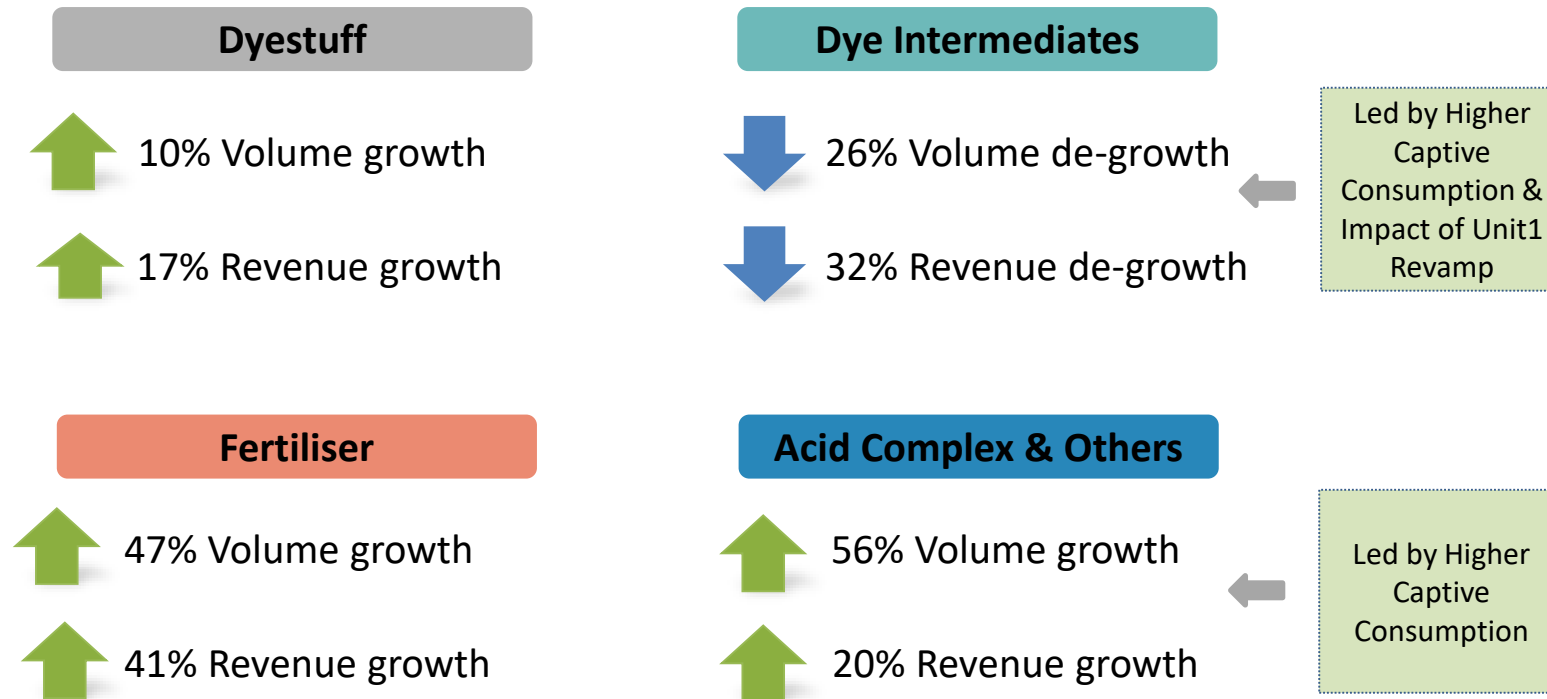 Dyestuff
10% Volume growth
17% Revenue growth
Dye Intermediates
26% Volume de-growth
32% Revenue de-growth
Led by Higher
Captive
Consumption &
Impact of Unit1
Revamp
Fertiliser
47% Volume growth
41% Revenue growth
Acid Complex & Others
56% Volume growth
20% Revenue growth
Led by Higher
Captive
Consumption